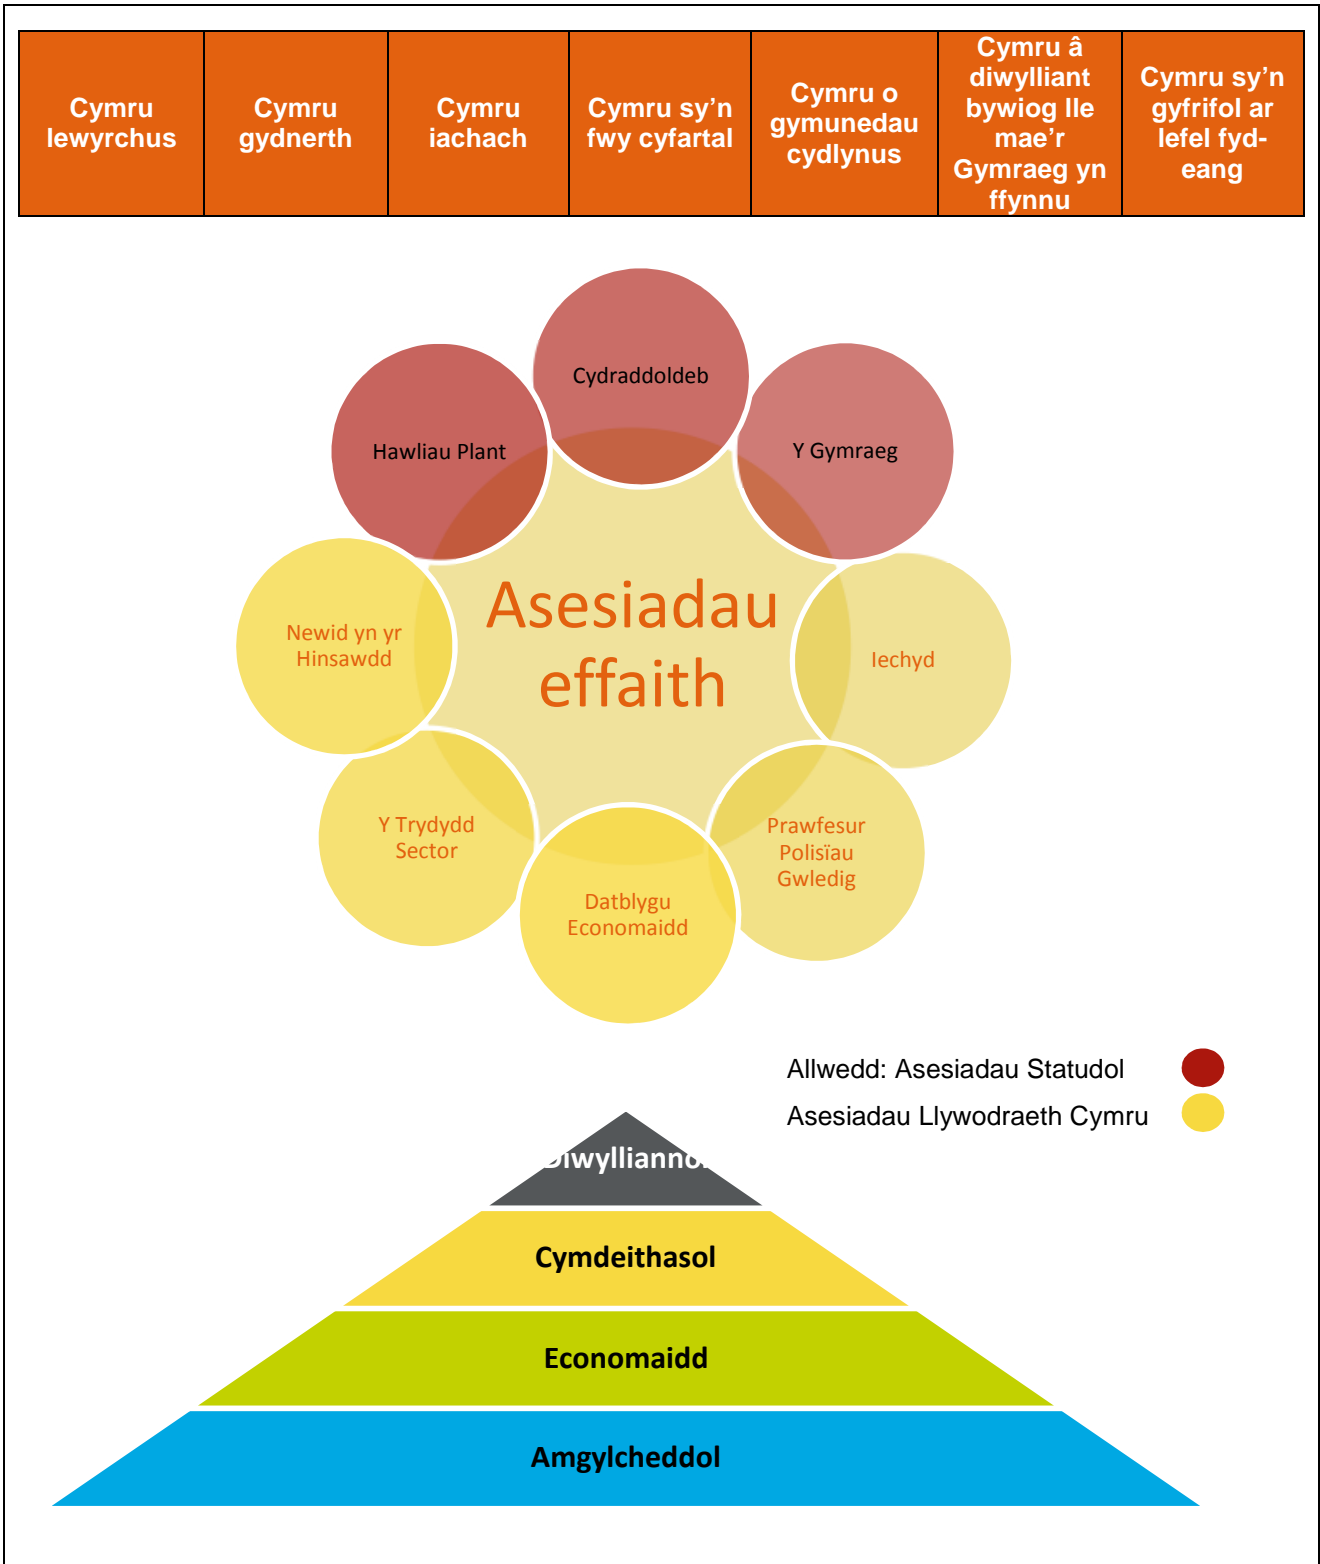 Cymru
lewyrchus
Cymru
gydnerth
Cymru
iachach
Cymru sy’n
fwy cyfartal
Cymru o
gymunedau
cydlynus
Cymru â
diwylliant
bywiog lle
mae’r
Gymraeg yn
ffynnu
Cymru sy’n
gyfrifol ar
lefel fyd-
eang
Cydraddoldeb
Hawliau Plant
Y Gymraeg
Asesiadau
effaith
Newid yn yr
Hinsawdd
Iechyd
Y Trydydd
Sector
Prawfesur
Polisïau
Gwledig
Datblygu
Economaidd
Allwedd: Asesiadau Statudol
Asesiadau Llywodraeth Cymru
Diwylliannol
Cymdeithasol
Economaidd
Amgylcheddol